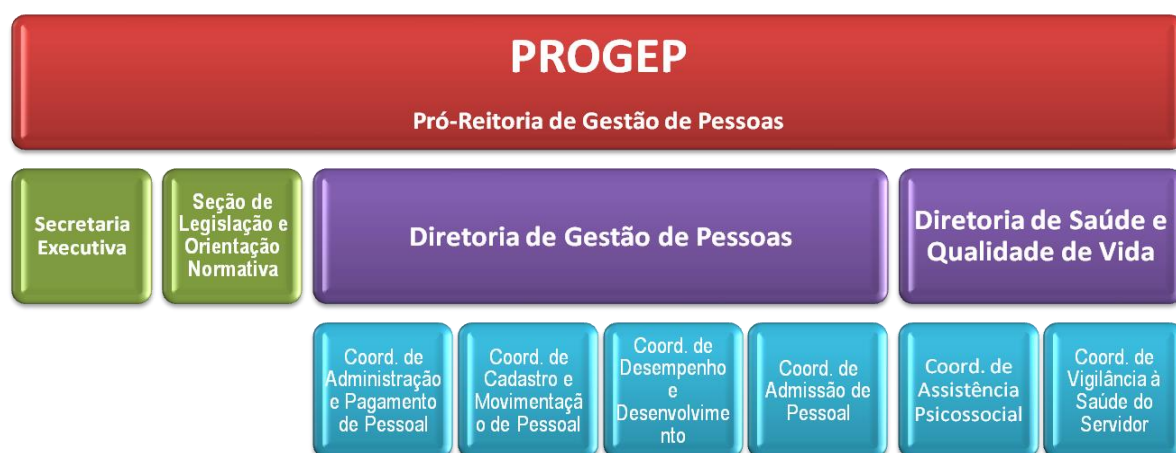 PROGEP
Pró-Reitoria de Gestão de Pessoas
Secretaria
Executiva
Seção de
Legislação e
Orientação
Normativa
Diretoria de Gestão de Pessoas
Diretoria de Saúde e
Qualidade de Vida
Coord. de
Administração
e Pagamento
de Pessoal
Coord. de
Cadastro e
Movimentaçã
o de Pessoal
Coord. de
Desempenho
e
Desenvolvime
nto
Coord. de
Admissão de
Pessoal
Coord. de
Assistência
Psicossocial
Coord. de
Vigilância à
Saúde do
Servidor